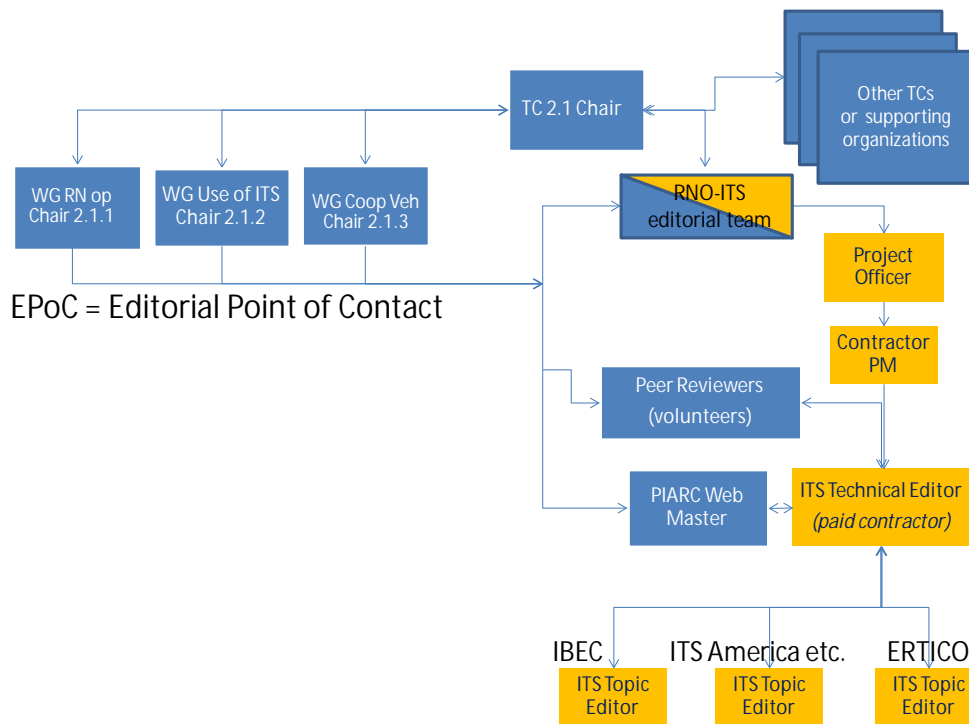 TC 2.1 Chair
Other TCs
or supporting
organizations
WG RN op
Chair 2.1.1
WG Use of ITS
Chair 2.1.2
WG Coop Veh
Chair 2.1.3
RNO-ITS
editorial team
Project
Officer
EPoC = Editorial Point of Contact
Contractor
PM
Peer Reviewers
(volunteers)
PIARC Web
Master
ITS Technical Editor
(paid contractor)
IBEC
ITS America etc.
ERTICO
ITS Topic
Editor
ITS Topic
Editor
ITS Topic
Editor